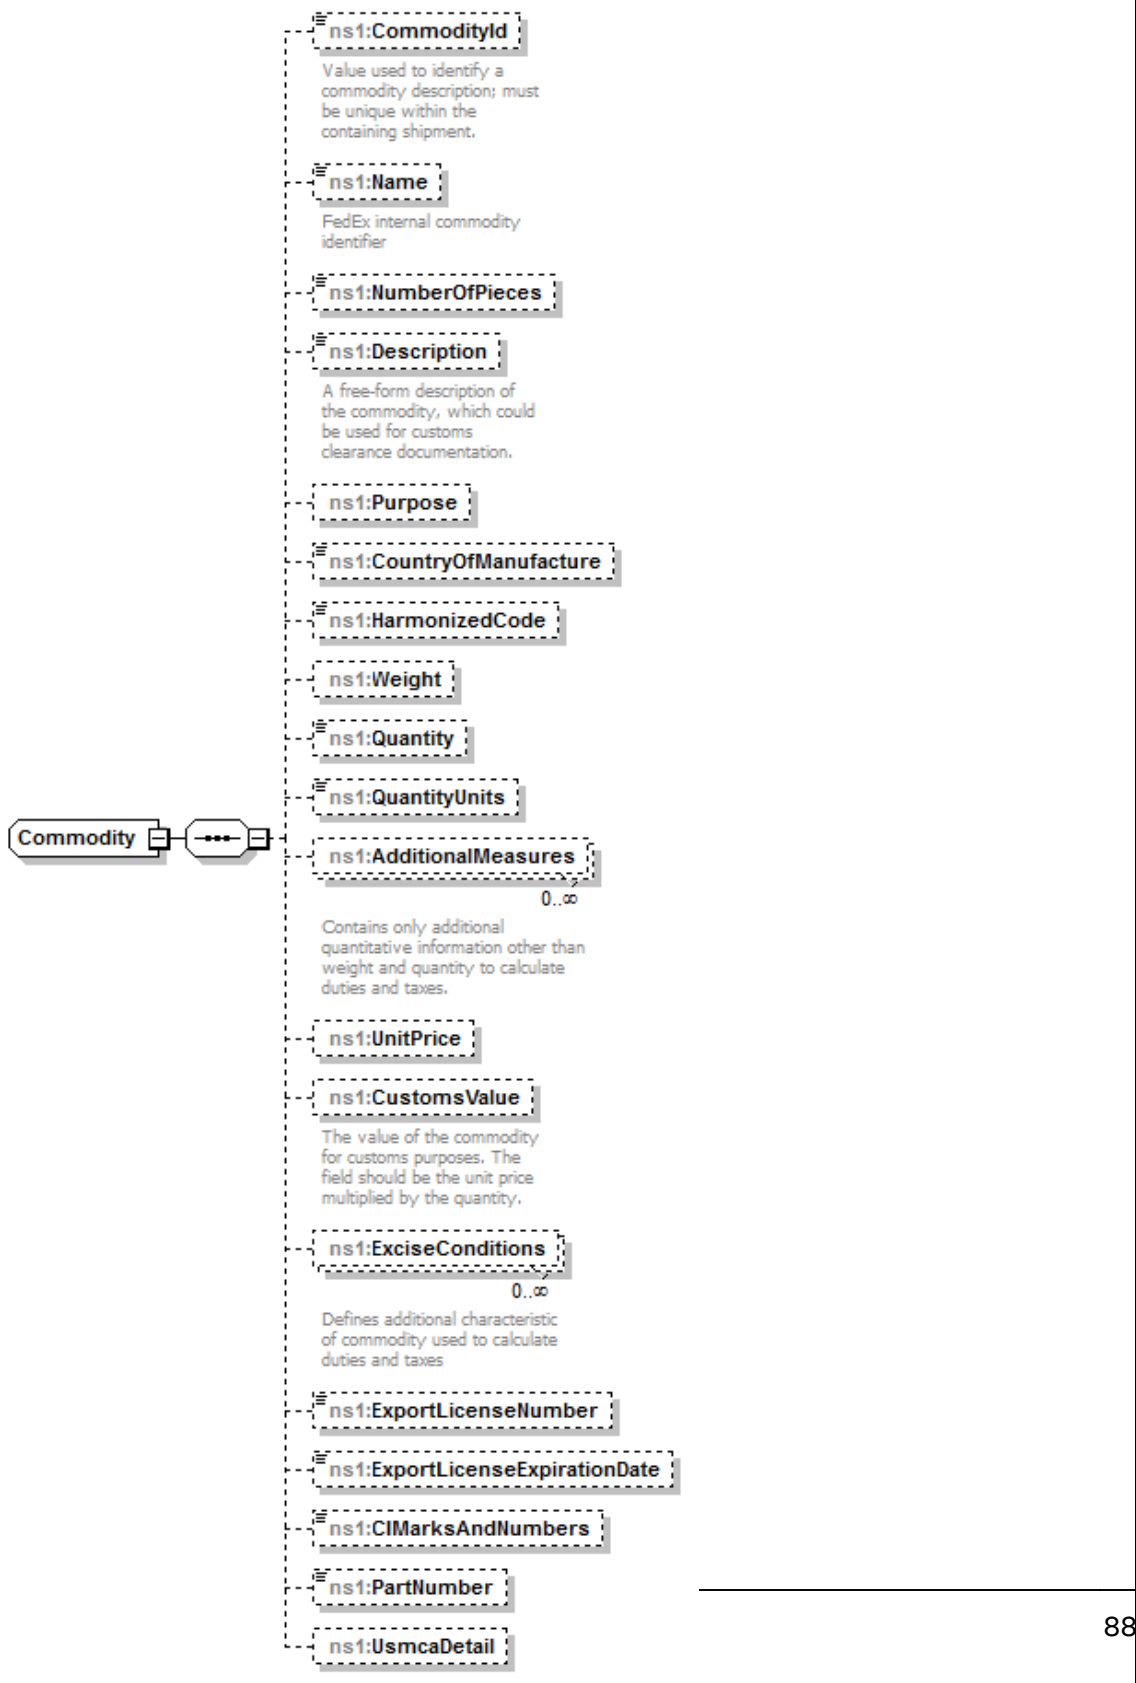 ns1:CommodityId
Value used to identify a
commodity description; must
be unique within the
containing shipment.
ns1:Name
FedEx internal commodity
identifier
ns1:NumberOfPieces
ns1:Description
A free-form description of
the commodity, which could
be used for customs
clearance documentation.
ns1:Purpose
ns1:CountryOfManufacture
ns1:HarmonizedCode
ns1:Weight
ns1:Quantity
ns1:QuantityUnits
Commodity
ns1:AdditionalMeasures
0..∞
Contains only additional
quantitative information other than
weight and quantity to calculate
duties and taxes.
ns1:UnitPrice
ns1:CustomsValue
The value of the commodity
for customs purposes. The
field should be the unit price
multiplied by the quantity.
ns1:ExciseConditions
0..∞
Defines additional characteristic
of commodity used to calculate
duties and taxes
ns1:ExportLicenseNumber
ns1:ExportLicenseExpirationDate
ns1:CIMarksAndNumbers
ns1:PartNumber
88
ns1:UsmcaDetail